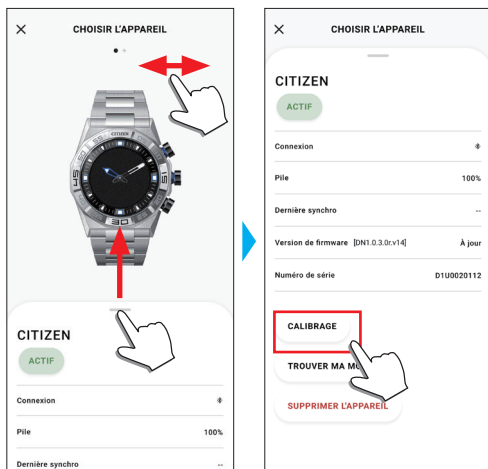 CHOISIR L'APPAREIL
CITIZEN
ACTIF
Connexion
Pile 100%
Dernière synchro --
CHOISIR L'APPAREIL
CITIZEN
ACTIF
Connexion
Pile 100%
Dernière synchro --
Version de firmware [DN1.0.3.0r.v14] À jour
Numéro de série D1U0020112
CALIBRAGE
TROUVER MA
SUPPRIMER L'APPAREIL